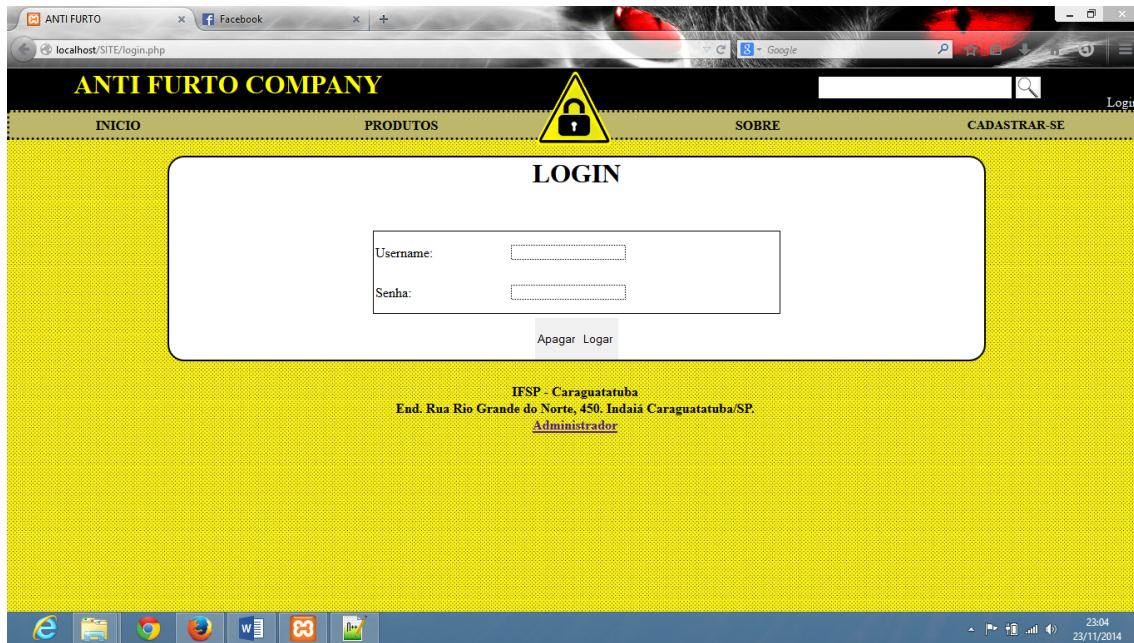 ANTI FURTO
Facebook
localhost/SITE/login.php
Google
ANTI FURTO COMPANY
Login
INICIO
PRODUTOS
SOBRE
CADASTRAR-SE
LOGIN
Username:
Senha:
Apagar Logar
IFSP - Caraguatatuba
End. Rua Rio Grande do Norte, 450. Indaiá Caraguatatuba/SP.
Administrador
23:04
23/11/2014